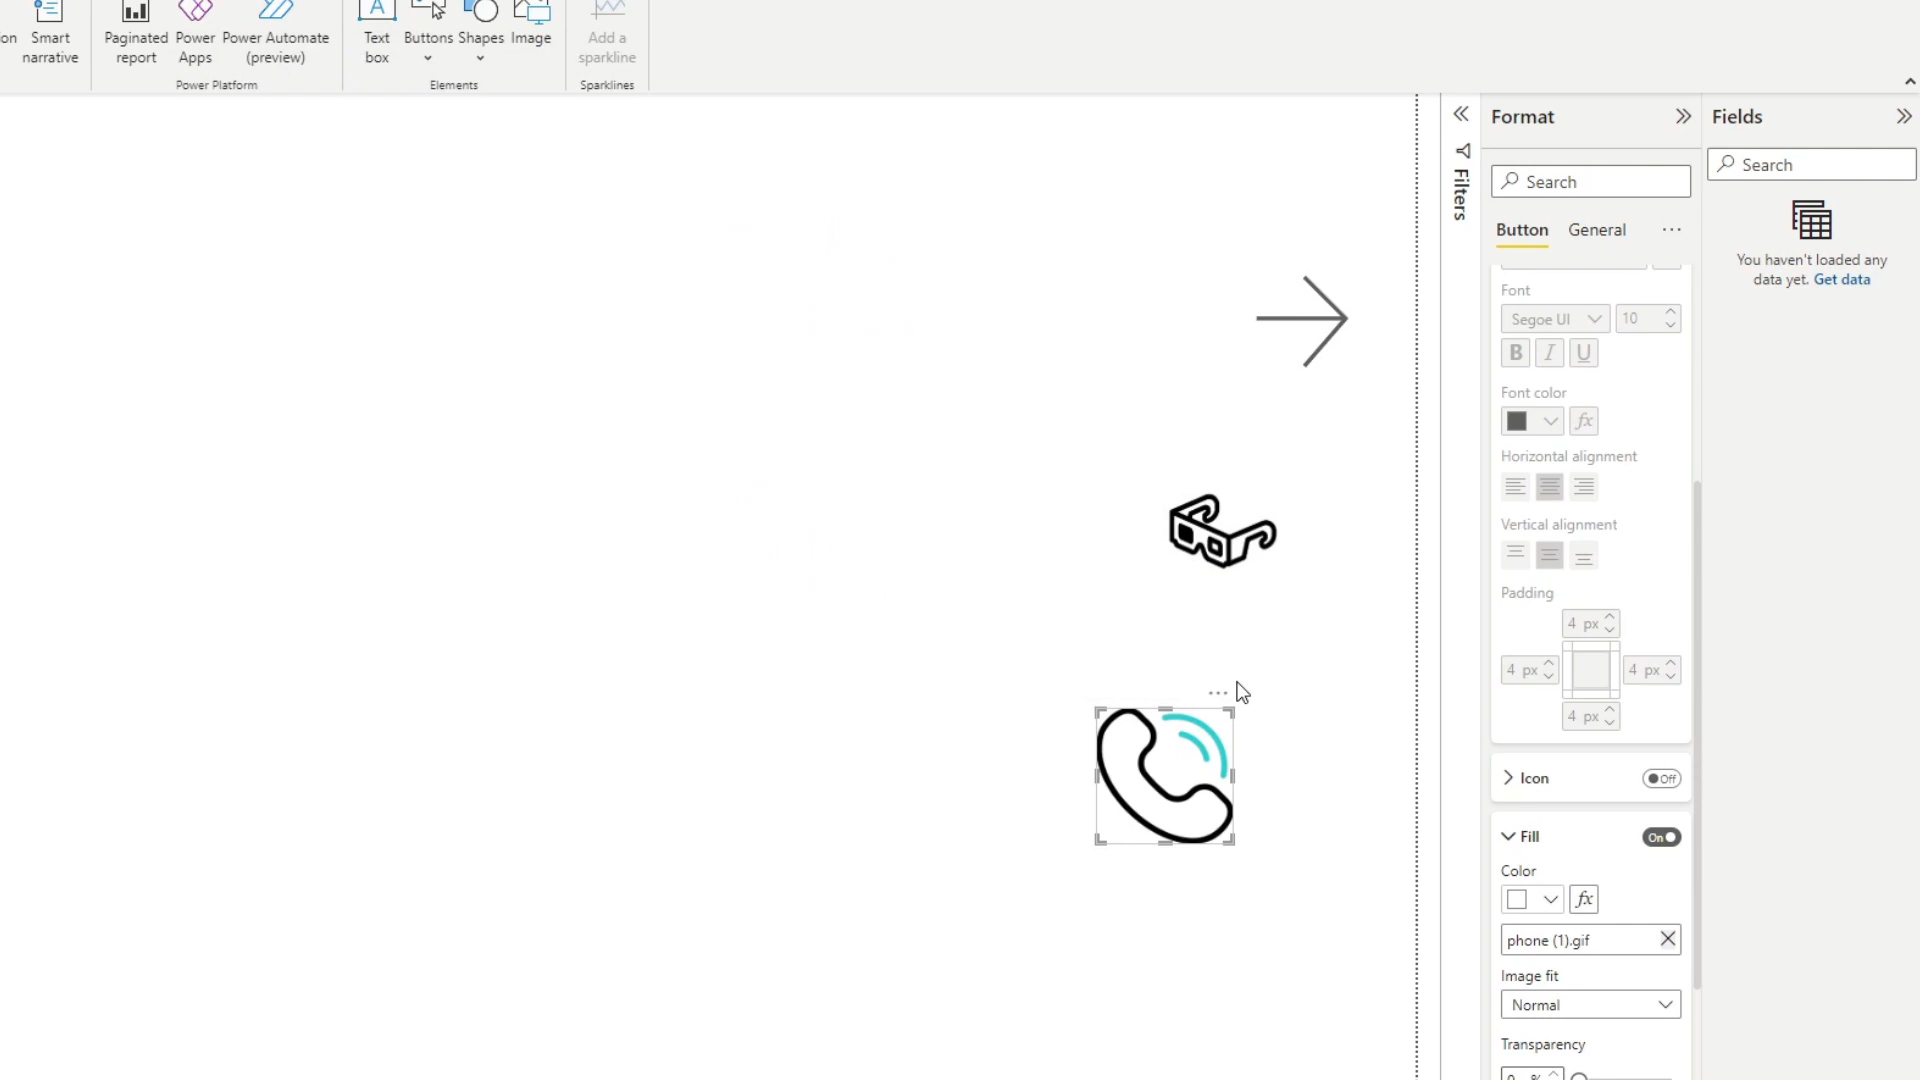 on Smart narrative
Paginated report
Power Apps
Power Automate (preview)
Power Platform
A
Text box
Buttons
Shapes
Image
Elements
Add a sparkline
Sparklines
Filters
Format
Search
Button General ...
Font
Segoe UI 10
B I U
Font color
fx
Horizontal alignment
Vertical alignment
Padding
4 px
4 px 4 px
4 px
Icon Off
Fill On
Color
fx
phone (1).gif
Image fit
Normal
Transparency
Fields
Search
You haven't loaded any
data yet. Get data